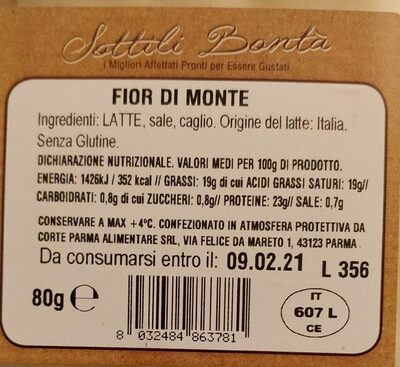 Sottili Bontà
I Migliori Affettati Pronti per Essere Gustati
FIOR DI MONTE
Ingredienti: LATTE, sale, caglio. Origine del latte: Italia.
Senza Glutine.
DICHIARAZIONE NUTRIZIONALE. VALORI MEDI PER 100g DI PRODOTTO.
ENERGIA: 1426kJ / 352 kcal // GRASSI: 19g di cui ACIDI GRASSI SATURI: 19g//
CARBOIDRATI: 0,8g di cui ZUCCHERI: 0,8g// PROTEINE: 23g// SALE: 0,7g
CONSERVARE A MAX +4°C. CONFEZIONATO IN ATMOSFERA PROTETTIVA DA
CORTE PARMA ALIMENTARE SRL, VIA FELICE DA MARETO 1, 43123 PARMA
Da consumarsi entro il: 09.02.21 L 356
80g e
IT
607 L
CE
8 032484 863781